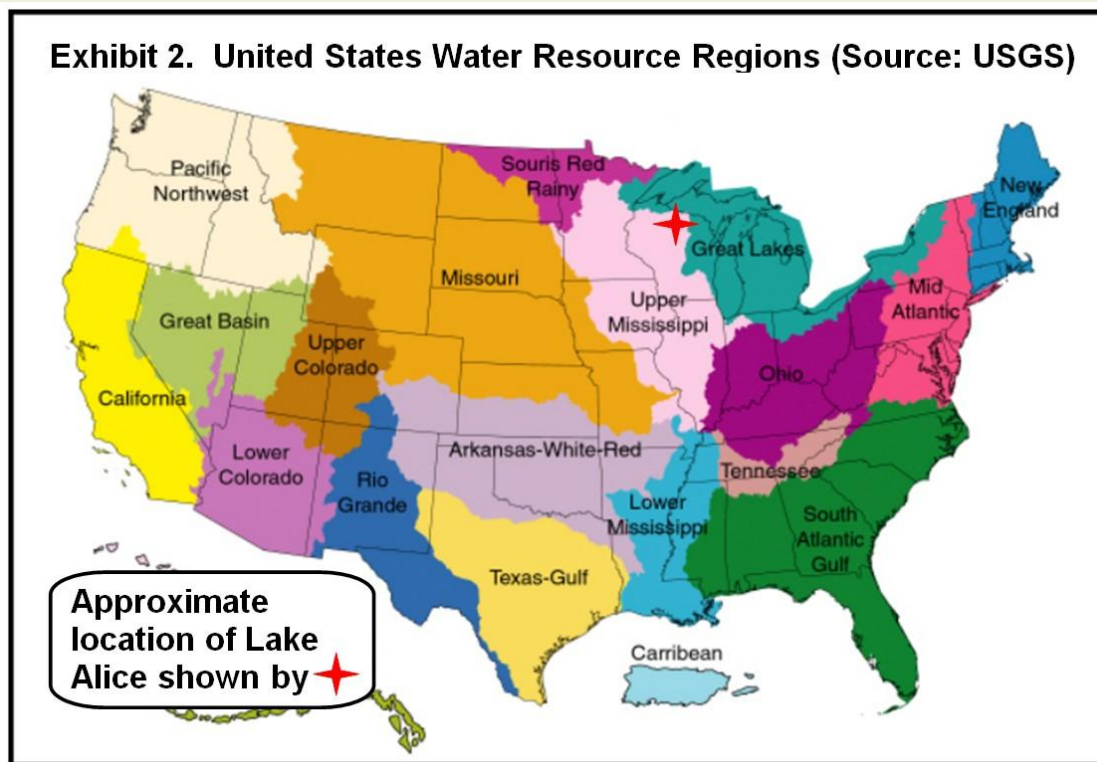 Exhibit 2. United States Water Resource Regions (Source: USGS)
Pacific
Northwest
Souris Red
Rainy
New
England
Great Lakes
Missouri
Mid
Atlantic
Great Basin
Upper
Mississippi
Upper
Colorado
Ohio
California
Lower
Colorado
Arkansas-White-Red
Tennessee
Rio
Grande
Lower
Mississippi
South
Atlantic
Gulf
Texas-Gulf
Approximate
location of Lake
Alice shown by
Carribean